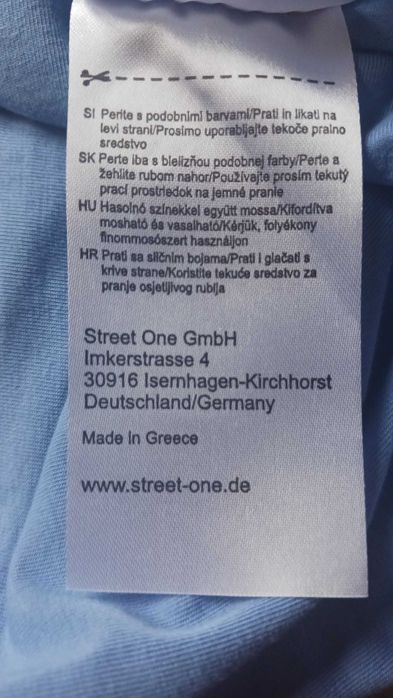 SI Perite s podobnimi barvami/Prati in likati na
levi strani/Prosimo uporabljajte tekoče pralno
sredstvo
SK Perte iba s bielizňou podobnej farby/Perte a
žehlite rubom nahor/Používajte prosím tekutý
prací prostriedok na jemné pranie
HU Hasolnó színekkel együtt mossa/Kifordítva
mosható és vasalható/Kérjük, folyékony
finommosószert használjon
HR Prati sa sličnim bojama/Prati i glačati s
krive strane/Koristite tekuće sredstvo za
pranje osjetljivog rublja
Street One GmbH
Imkerstrasse 4
30916 Isernhagen-Kirchhorst
Deutschland/Germany
Made in Greece
www.street-one.de